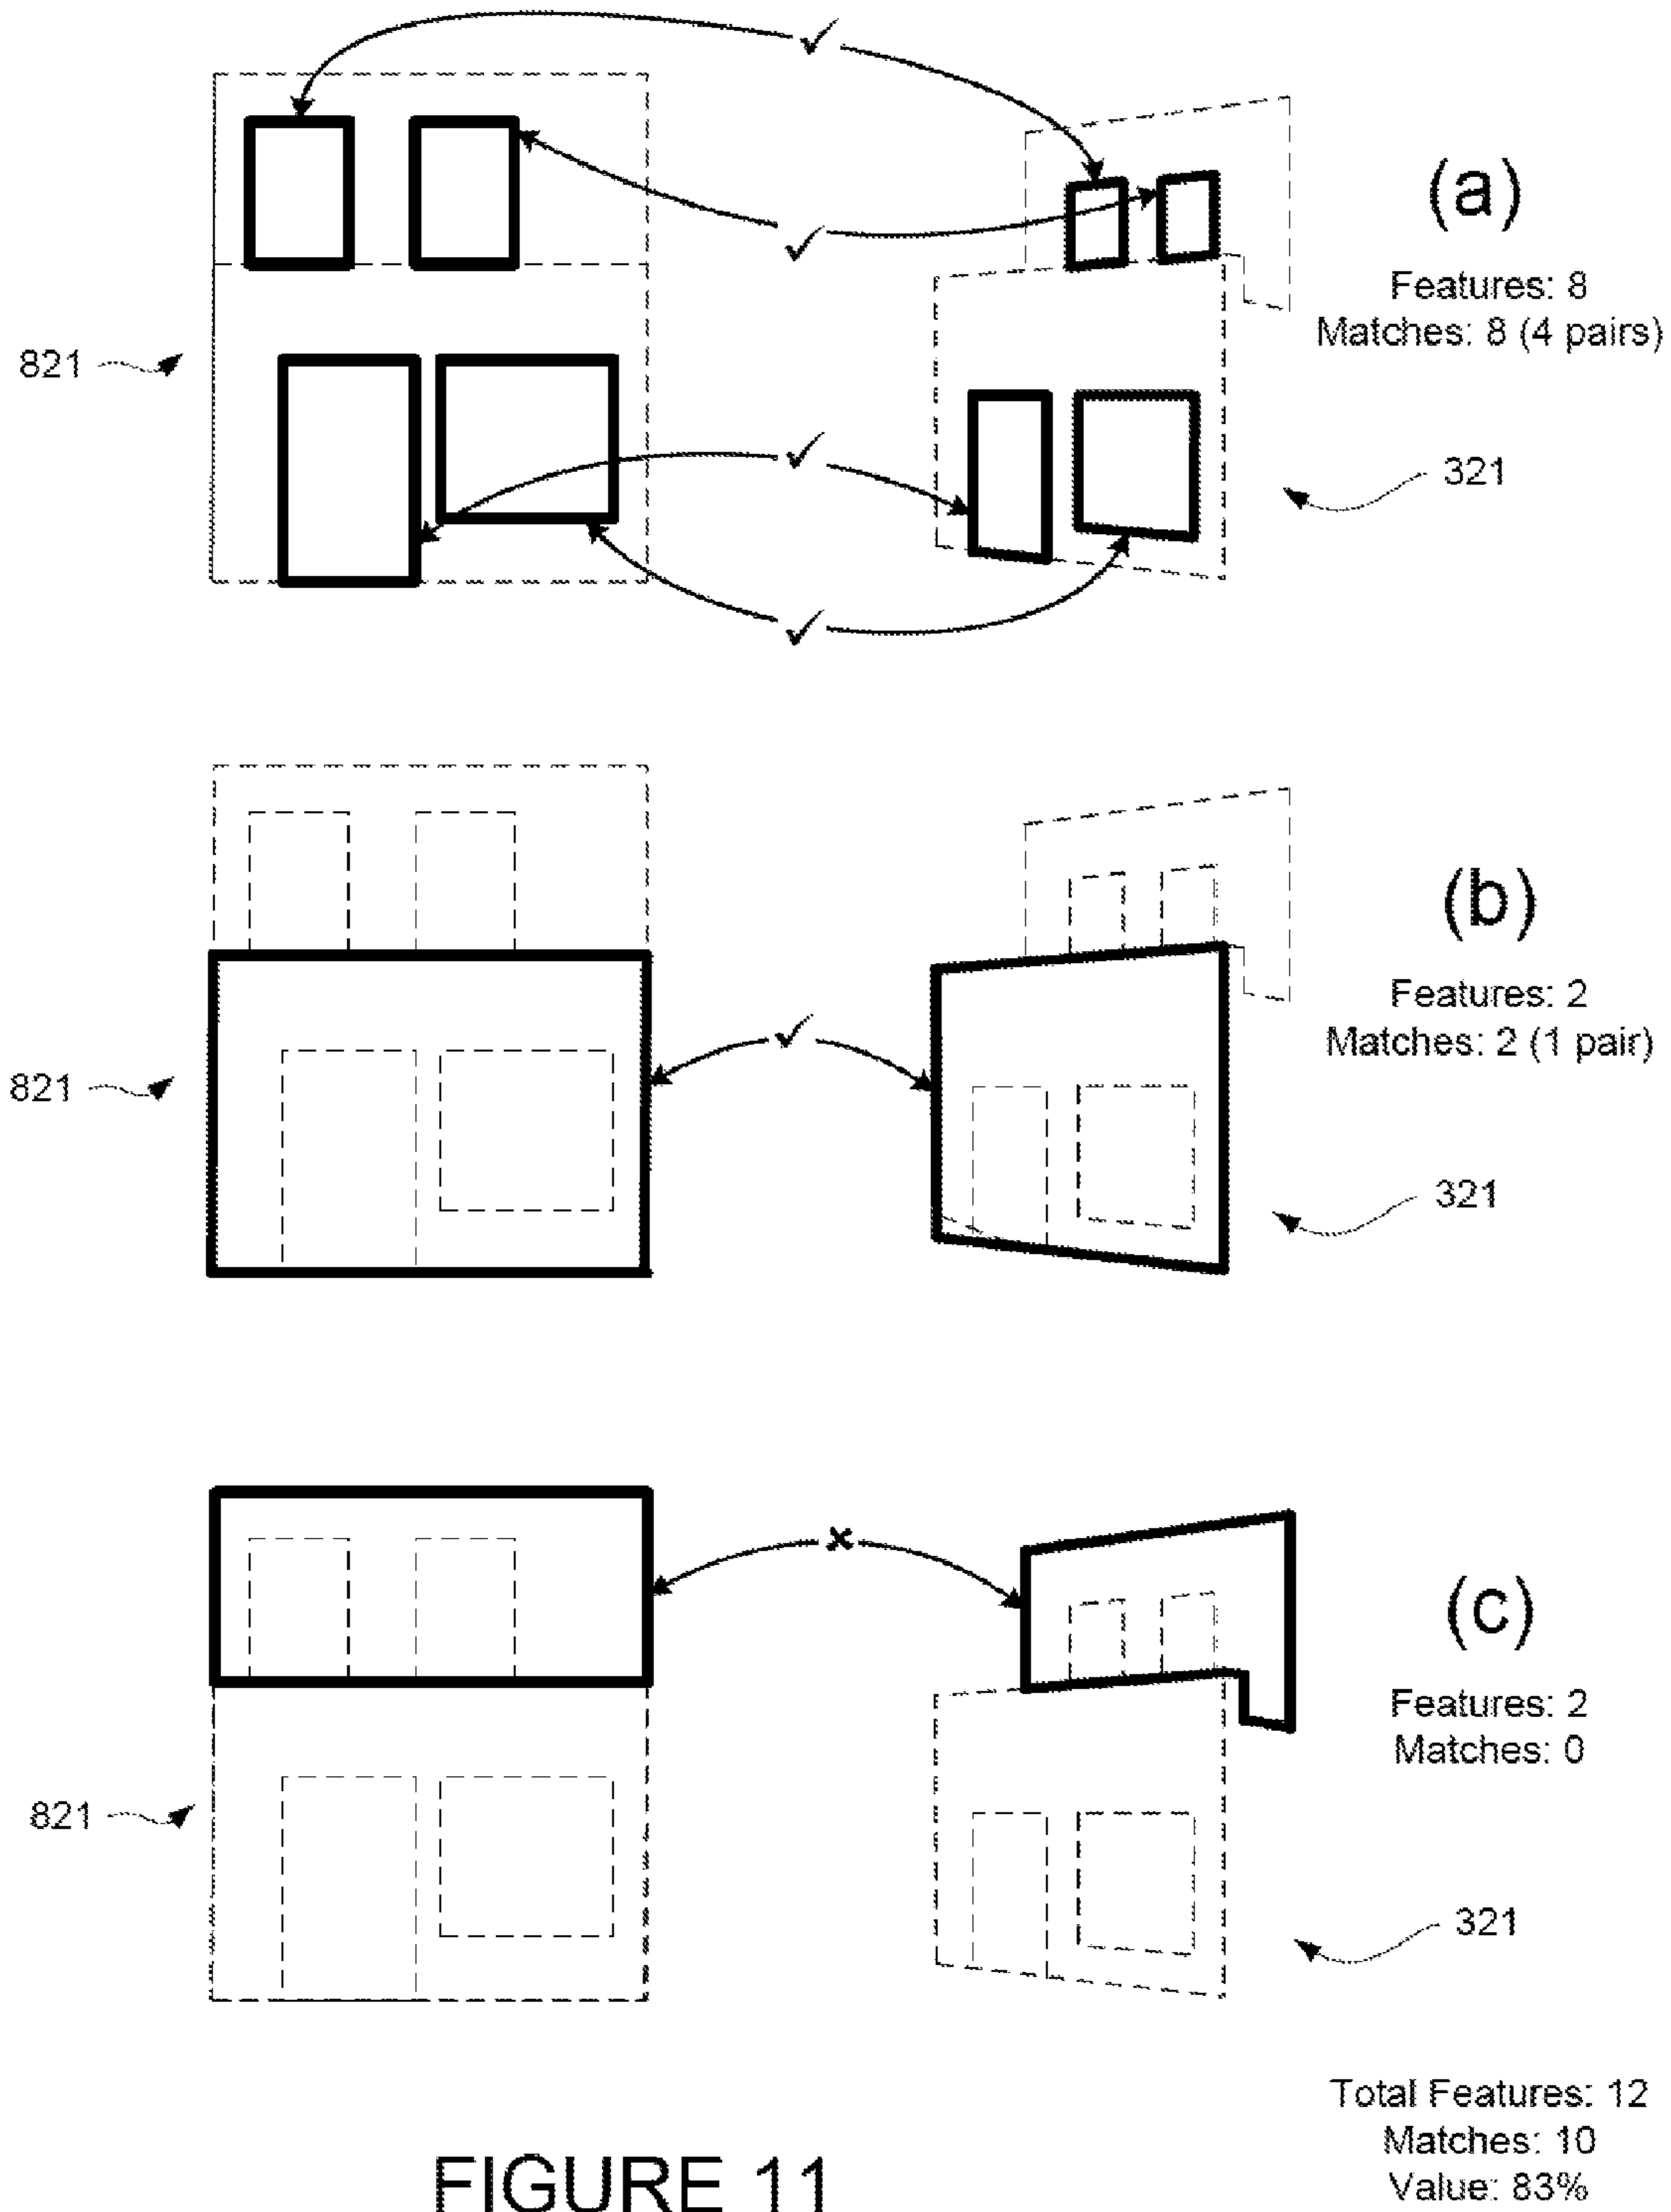 (a)
Features: 8
Matches: 8 (4 pairs)
821
321
(b)
Features: 2
Matches: 2 (1 pair)
821
321
(c)
Features: 2
Matches: 0
821
321
Total Features: 12
Matches: 10
Value: 83%
FIGURE 11